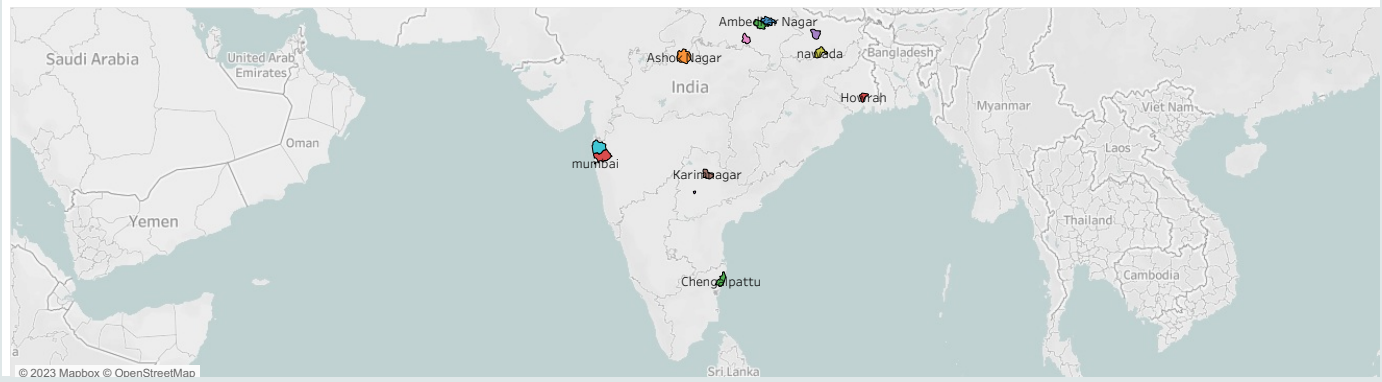 Ambedkar Nagar
Saudi Arabia
United Arab
Emirates
Ashok Nagar
nawada
Bangladesh
India
Howrah
Myanmar
Viet Nam
Oman
Laos
mumbai
Karimnagar
Yemen
Thailand
Cambodia
Chengalpattu
a
Sri Lanka
© 2023 Mapbox © OpenStreetMap